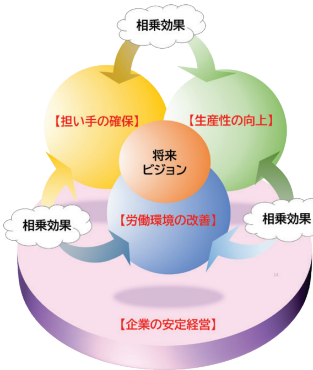 相乗効果
【担い手の確保】
【生産性の向上】
将来
ビジョン
相乗効果
【労働環境の改善】
相乗効果
【企業の安定経営】